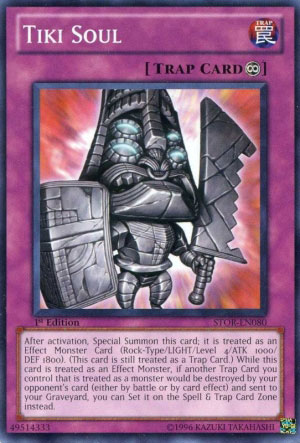 TIKI SOUL
TRAP
罠
[TRAP CARD]
1st Edition
STOR-EN080
After activation, Special Summon this card; it is treated as an
Effect Monster Card (Rock-Type/LIGHT/Level 4/ATK 1000/
DEF 1800). (This card is still treated as a Trap Card.) While this
card is treated as an Effect Monster, if another Trap Card you
control that is treated as a monster would be destroyed by your
opponent's card (either by battle or by card effect) and sent to
your Graveyard, you can Set it on the Spell & Trap Card Zone
instead.
49514333
©1996 KAZUKI TAKAHASHI